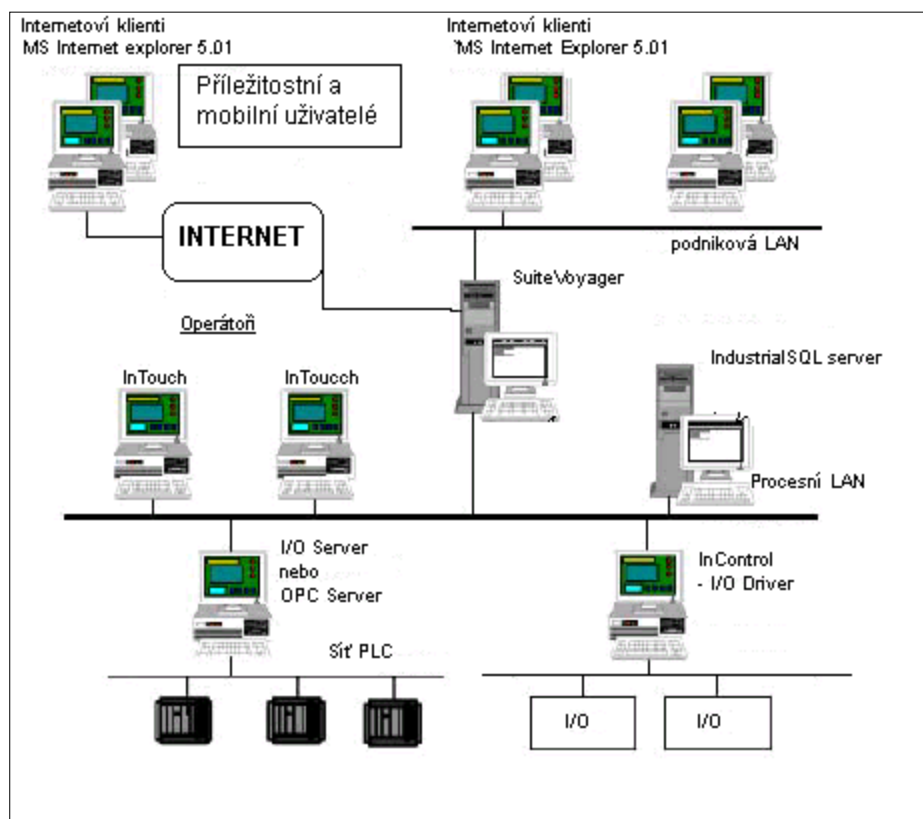 Internetoví klienti
MS Internet explorer 5.01
Internetoví klienti
MS Internet Explorer 5.01
Příležitostní a
mobilní uživatelé
INTERNET
podniková LAN
SuiteVoyager
Operátoři
IndustrialSQL server
InTouch
InToucch
Procesní LAN
I/O Server
nebo
OPC Server
InControl
- I/O Driver
Síť PLC
I/O
I/O